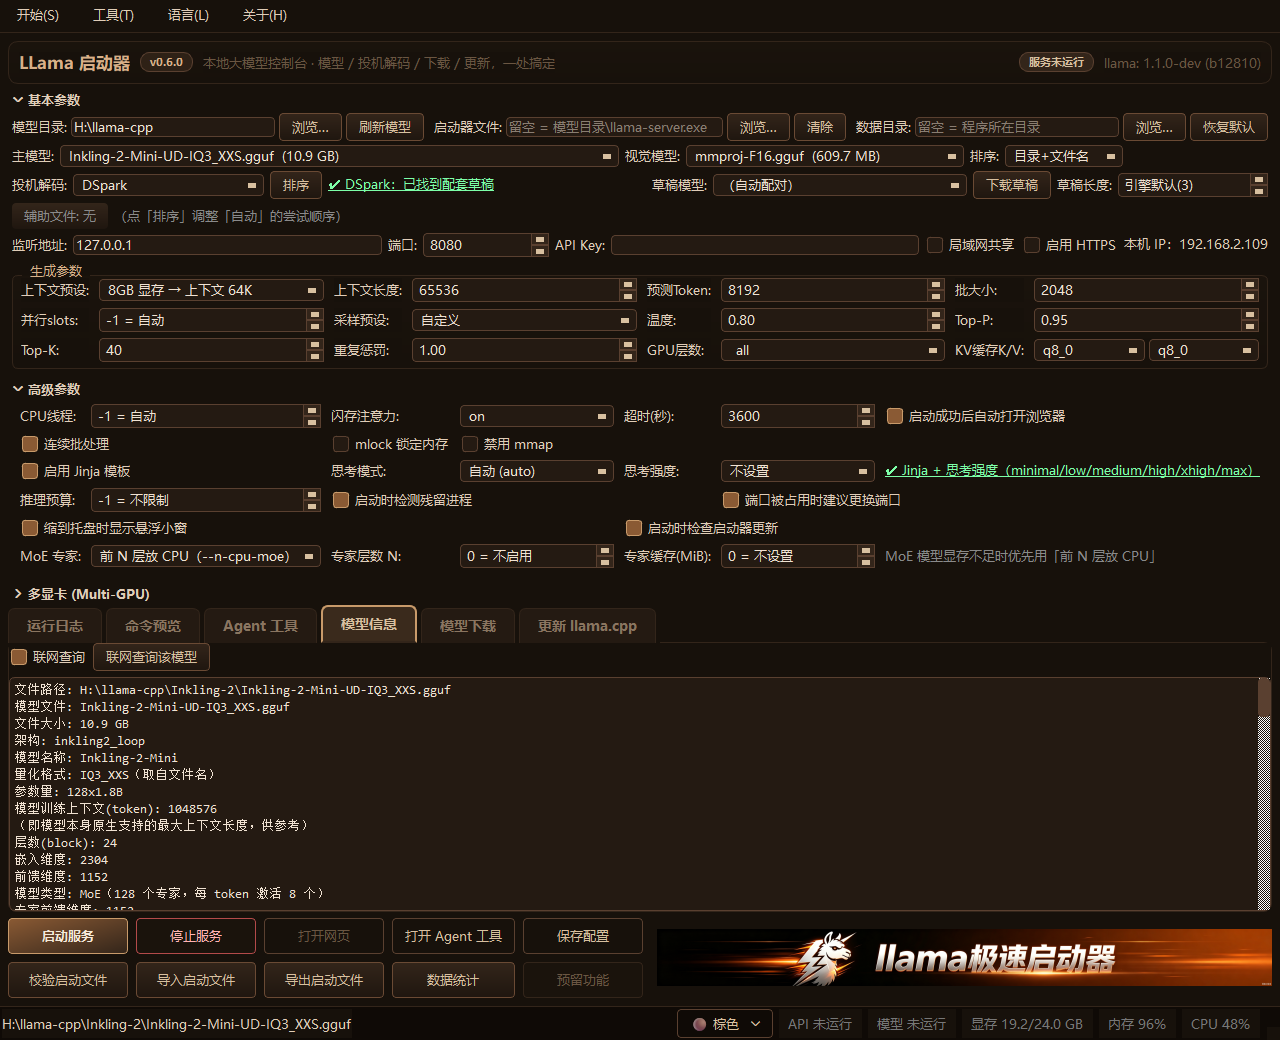 开始(S) 工具(T) 语言(L) 关于(H)
LLama 启动器 v0.6.0 本地大模型控制台 · 模型 / 投机解码 / 下载 / 更新，一处搞定 服务未运行 llama: 1.1.0-dev (b12810)
基本参数
模型目录: H:\llama-cpp 浏览... 刷新模型 启动器文件: 留空 = 模型目录\llama-server.exe 浏览... 清除 数据目录: 留空 = 程序所在目录 浏览... 恢复默认
主模型: Inkling-2-Mini-UD-IQ3_XXS.gguf (10.9 GB) 视觉模型: mmproj-F16.gguf (609.7 MB) 排序: 目录+文件名
投机解码: DSpark 排序 ✔ DSpark：已找到配套草稿 草稿模型: （自动配对） 下载草稿 草稿长度: 引擎默认(3)
辅助文件: 无 （点「排序」调整「自动」的尝试顺序）
监听地址: 127.0.0.1 端口: 8080 API Key: 局域网共享 启用 HTTPS 本机 IP：192.168.2.109
生成参数
上下文预设: 8GB 显存 → 上下文 64K 上下文长度: 65536 预测Token: 8192 批大小: 2048
并行slots: -1 = 自动 采样预设: 自定义 温度: 0.80 Top-P: 0.95
Top-K: 40 重复惩罚: 1.00 GPU层数: all KV缓存K/V: q8_0 q8_0
高级参数
CPU线程: -1 = 自动 闪存注意力: on 超时(秒): 3600 启动成功后自动打开浏览器
连续批处理 mlock 锁定内存 禁用 mmap
启用 Jinja 模板 思考模式: 自动 (auto) 思考强度: 不设置 ✔ Jinja + 思考强度（minimal/low/medium/high/xhigh/max）
推理预算: -1 = 不限制 启动时检测残留进程 端口被占用时建议更换端口
缩到托盘时显示悬浮小窗 启动时检查启动器更新
MoE 专家: 前 N 层放 CPU（--n-cpu-moe） 专家层数 N: 0 = 不启用 专家缓存(MiB): 0 = 不设置 MoE 模型显存不足时优先用「前 N 层放 CPU」
多显卡 (Multi-GPU)
运行日志 命令预览 Agent 工具 模型信息 模型下载 更新 llama.cpp
联网查询 联网查询该模型
文件路径: H:\llama-cpp\Inkling-2\Inkling-2-Mini-UD-IQ3_XXS.gguf
模型文件: Inkling-2-Mini-UD-IQ3_XXS.gguf
文件大小: 10.9 GB
架构: inkling2_loop
模型名称: Inkling-2-Mini
量化格式: IQ3_XXS（取自文件名）
参数量: 128x1.8B
模型训练上下文(token): 1048576
（即模型本身原生支持的最大上下文长度，供参考）
层数(block): 24
嵌入维度: 2304
前馈维度: 1152
模型类型: MoE（128 个专家，每 token 激活 8 个）
专家前馈维度: 1152
启动服务 停止服务 打开网页 打开 Agent 工具 保存配置
llama极速启动器
校验启动文件 导入启动文件 导出启动文件 数据统计 预留功能
H:\llama-cpp\Inkling-2\Inkling-2-Mini-UD-IQ3_XXS.gguf 棕色 API 未运行 模型 未运行 显存 19.2/24.0 GB 内存 96% CPU 48%